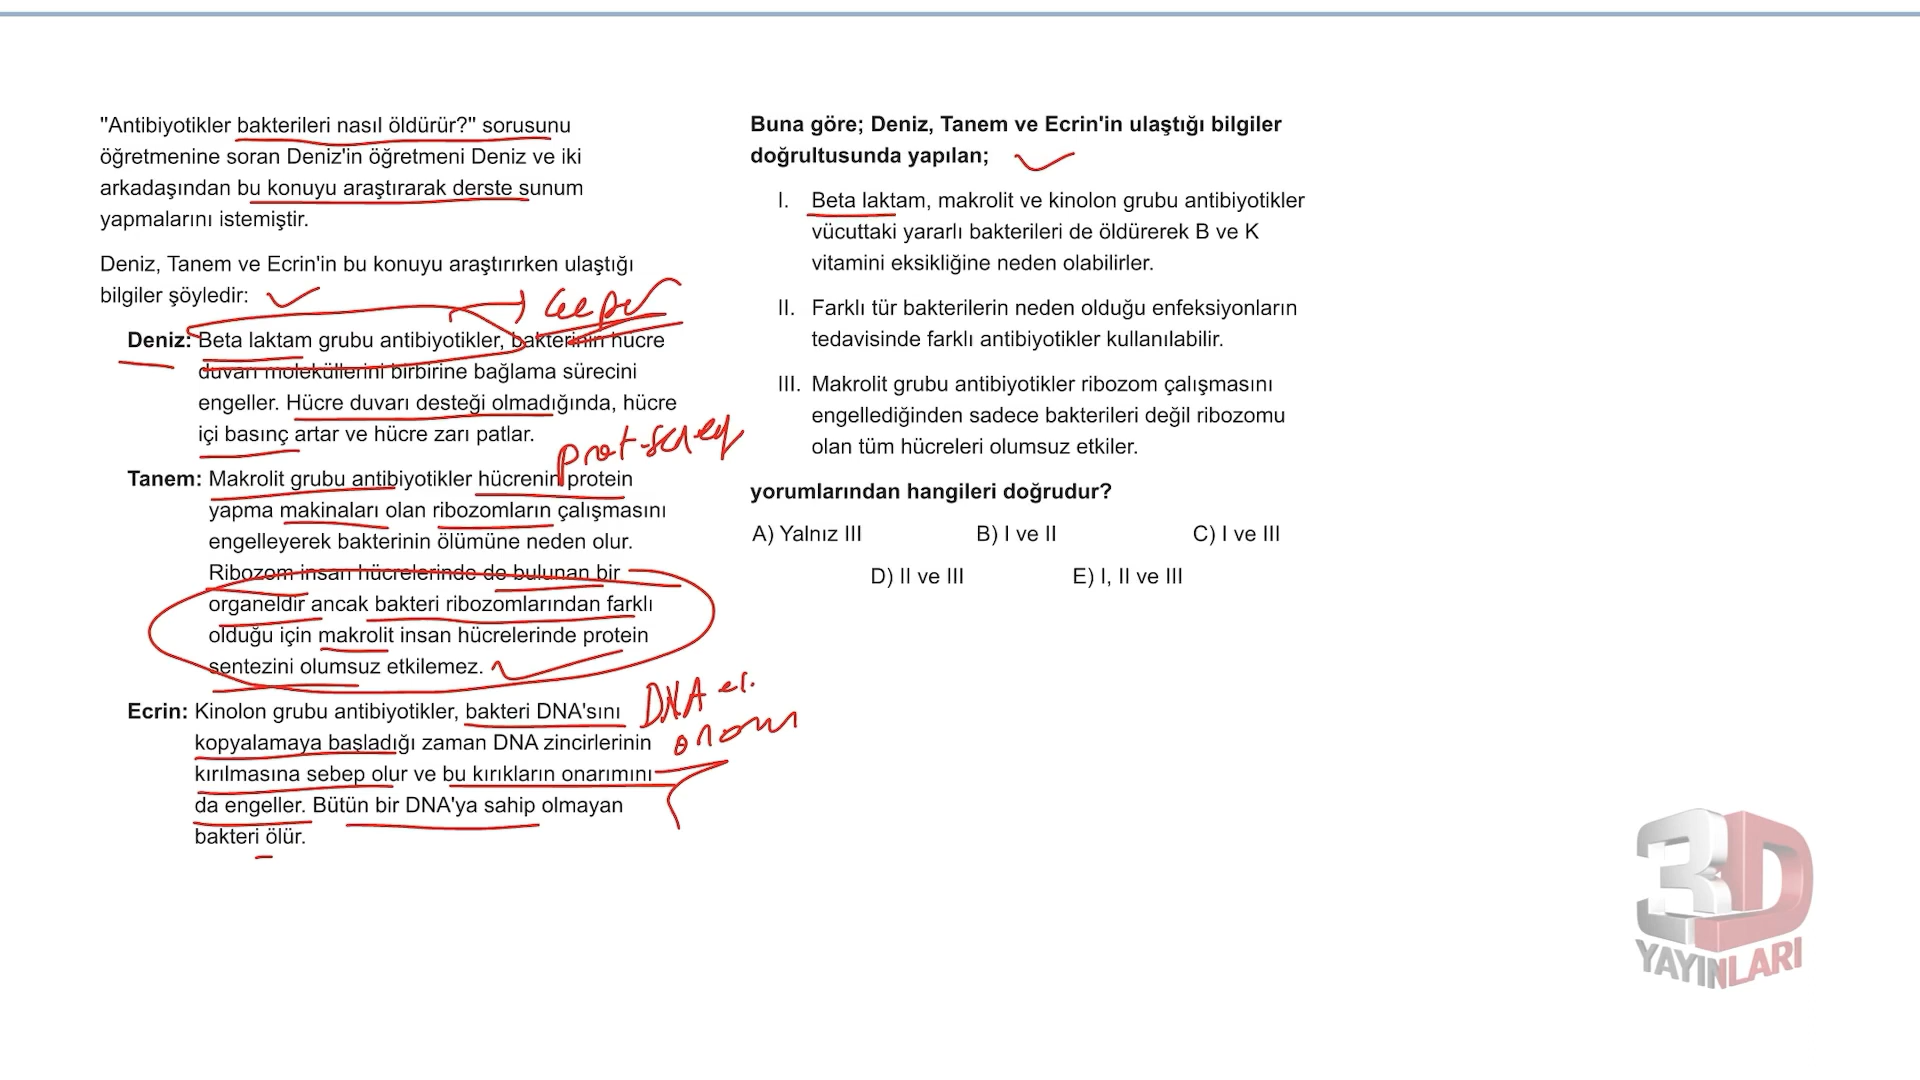 "Antibiyotikler bakterileri nasıl öldürür?" sorusunu
öğretmenine soran Deniz'in öğretmeni Deniz ve iki
arkadaşından bu konuyu araştırarak derste sunum
yapmalarını istemiştir.
Deniz, Tanem ve Ecrin'in bu konuyu araştırırken ulaştığı
bilgiler şöyledir:
Deniz: Beta laktam grubu antibiyotikler, bakterinin hücre
duvarı moleküllerini birbirine bağlama sürecini
engeller. Hücre duvarı desteği olmadığında, hücre
içi basınç artar ve hücre zarı patlar.
Tanem: Makrolit grubu antibiyotikler hücrenin protein
yapma makinaları olan ribozomların çalışmasını
engelleyerek bakterinin ölümüne neden olur.
Ribozom insan hücrelerinde de bulunan bir
organeldir ancak bakteri ribozomlarından farklı
olduğu için makrolit insan hücrelerinde protein
sentezini olumsuz etkilemez.
Ecrin: Kinolon grubu antibiyotikler, bakteri DNA'sını
kopyalamaya başladığı zaman DNA zincirlerinin
kırılmasına sebep olur ve bu kırıkların onarımını
da engeller. Bütün bir DNA'ya sahip olmayan
bakteri ölür.
DNA
Buna göre; Deniz, Tanem ve Ecrin'in ulaştığı bilgiler
doğrultusunda yapılan;
I. Beta laktam, makrolit ve kinolon grubu antibiyotikler
vücuttaki yararlı bakterileri de öldürerek B ve K
vitamini eksikliğine neden olabilirler.
II. Farklı tür bakterilerin neden olduğu enfeksiyonların
tedavisinde farklı antibiyotikler kullanılabilir.
III. Makrolit grubu antibiyotikler ribozom çalışmasını
engellediğinden sadece bakterileri değil ribozomu
olan tüm hücreleri olumsuz etkiler.
yorumlarından hangileri doğrudur?
A) Yalnız III B) I ve II C) I ve III
D) II ve III E) I, II ve III
3D
YAYINLARI